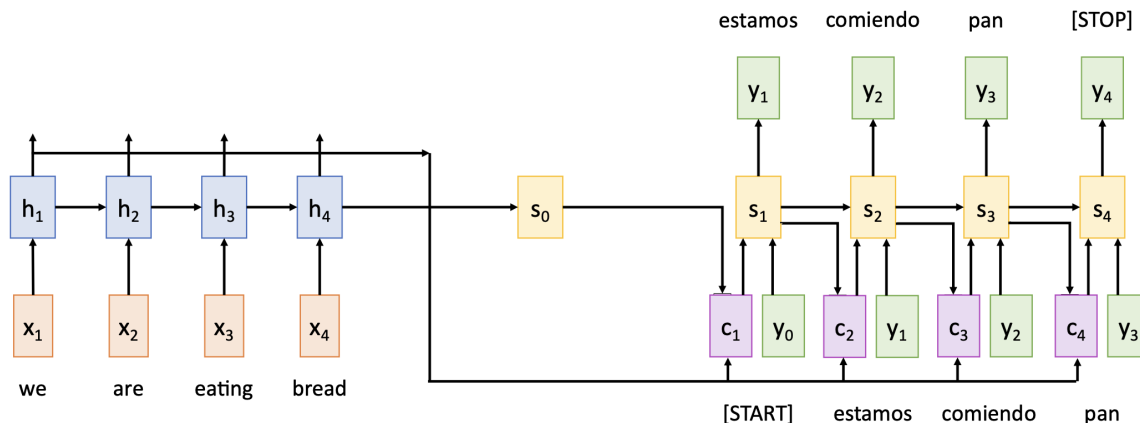 estamos comiendo pan [STOP]
y₁ y₂ y₃ y₄
h₁ h₂ h₃ h₄ s₀ s₁ s₂ s₃ s₄
x₁ x₂ x₃ x₄ c₁ y₀ c₂ y₁ c₃ y₂ c₄ y₃
we are eating bread
[START] estamos comiendo pan